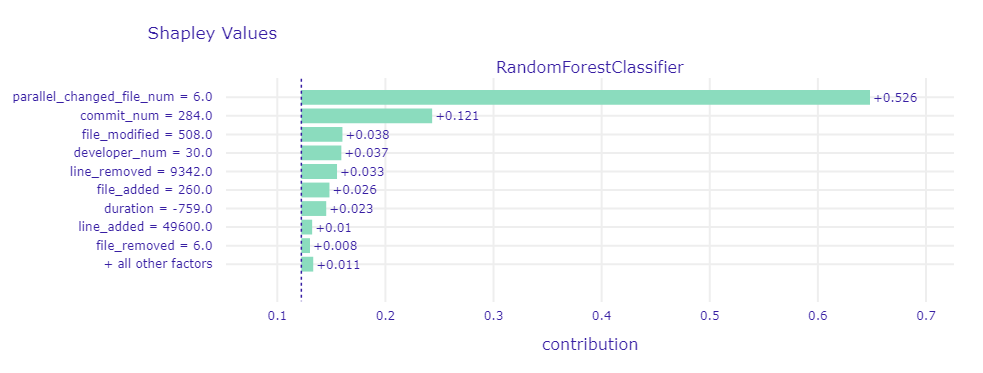 Shapley Values
RandomForestClassifier
parallel_changed_file_num = 6.0 +0.526
commit_num = 284.0 +0.121
file_modified = 508.0 +0.038
developer_num = 30.0 +0.037
line_removed = 9342.0 +0.033
file_added = 260.0 +0.026
duration = -759.0 +0.023
line_added = 49600.0 +0.01
file_removed = 6.0 +0.008
+ all other factors +0.011
0.1 0.2 0.3 0.4 0.5 0.6 0.7
contribution